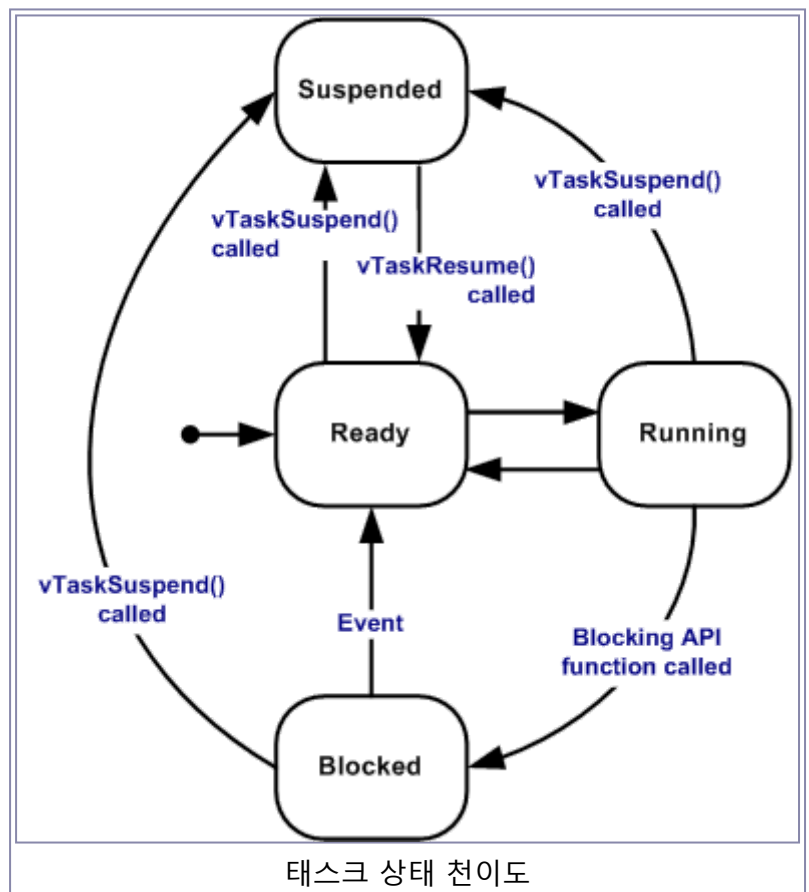 Suspended
vTaskSuspend()
called
vTaskSuspend()
called
vTaskResume()
called
Ready
Running
vTaskSuspend()
called
Event
Blocking API
function called
Blocked
태스크 상태 천이도